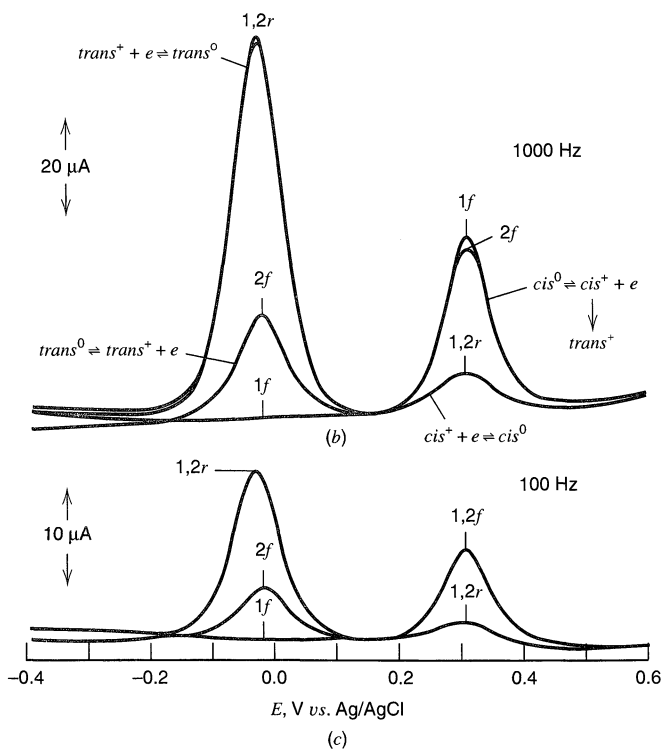 1,2r
trans⁺ + e ⇌ trans⁰
20 μA
1000 Hz
1f
2f
cis⁰ ⇌ cis⁺ + e
trans⁺
2f
trans⁰ ⇌ trans⁺ + e
1,2r
1f
cis⁺ + e ⇌ cis⁰
(b)
1,2r
100 Hz
10 μA
1,2f
2f
1,2r
1f
−0.4 −0.2 0.0 0.2 0.4 0.6
E, V vs. Ag/AgCl
(c)